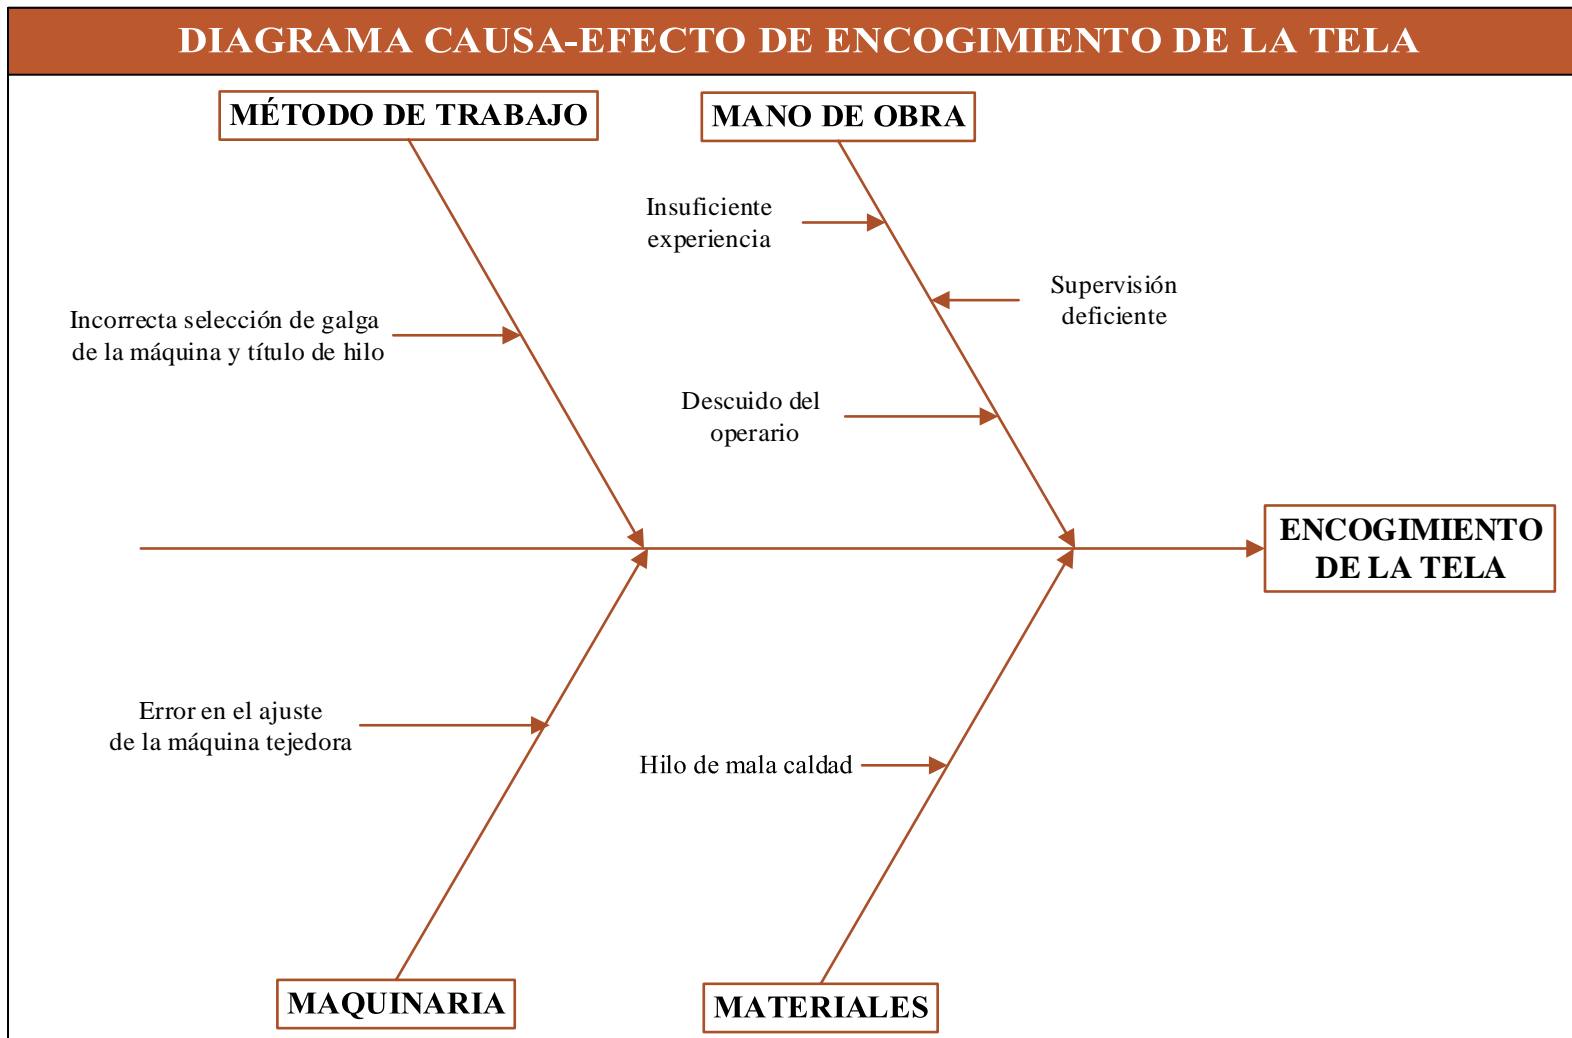 DIAGRAMA CAUSA-EFECTO DE ENCOGIMIENTO DE LA TELA
MÉTODO DE TRABAJO
MANO DE OBRA
Insuficiente
experiencia
Supervisión
deficiente
Incorrecta selección de galga
de la máquina y título de hilo
Descuido del
operario
ENCOGIMIENTO
DE LA TELA
Error en el ajuste
de la máquina tejedora
Hilo de mala caldad
MAQUINARIA
MATERIALES